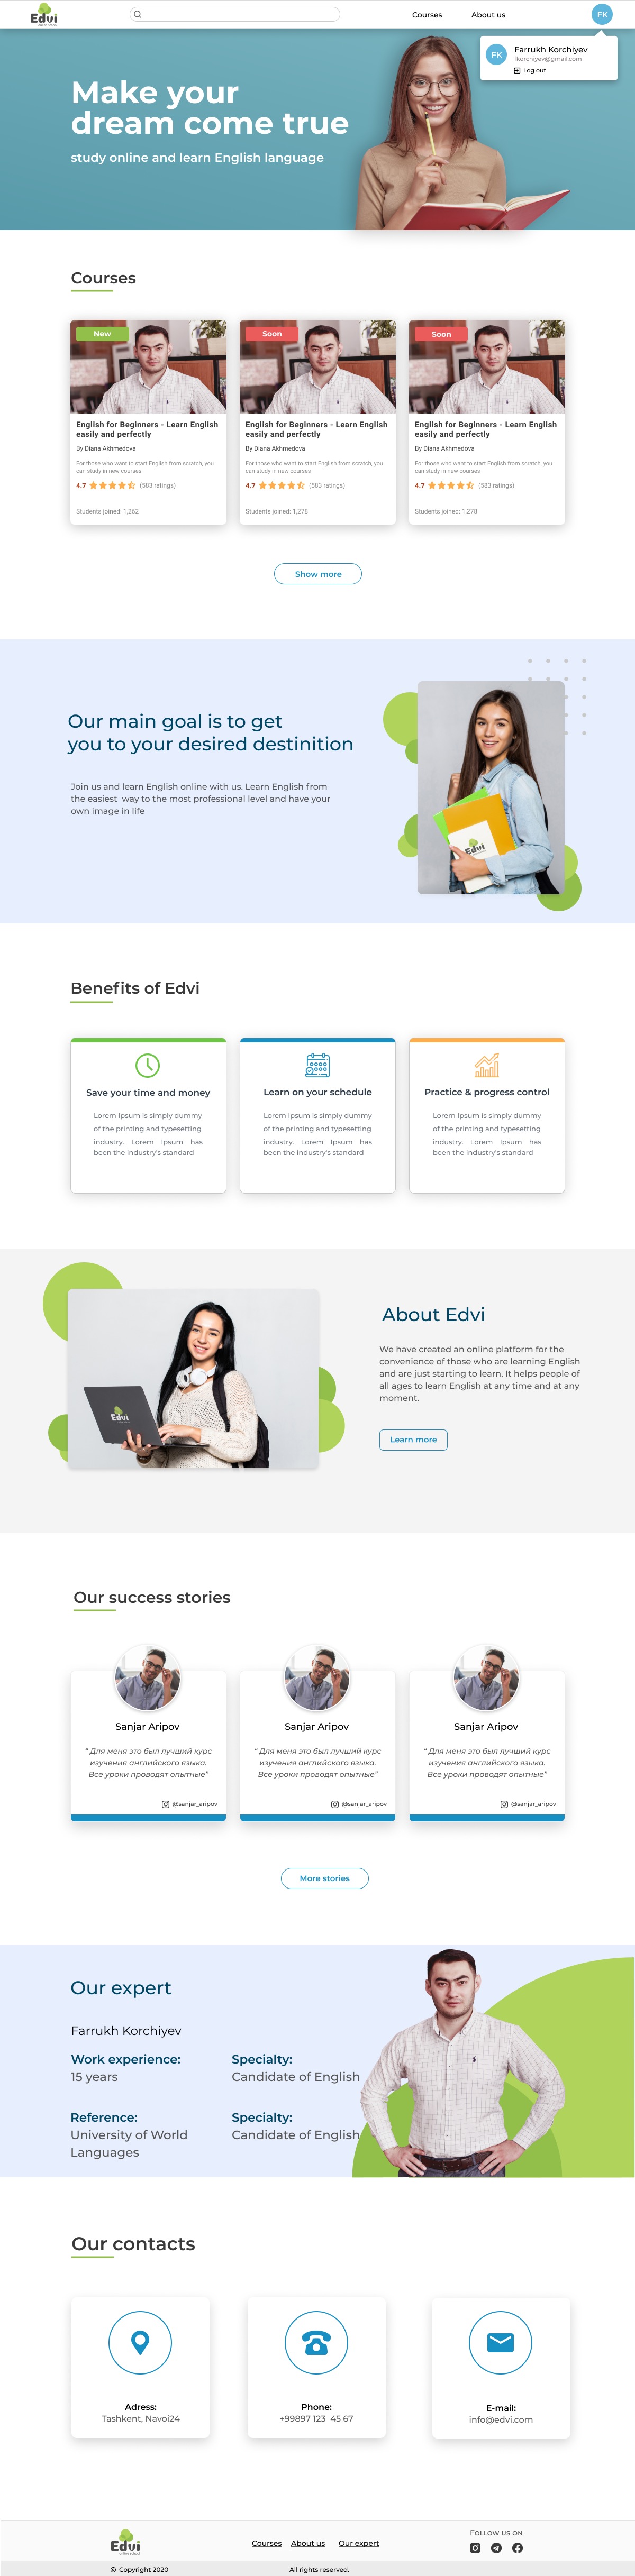 Edvi
Courses
About us
FK
FK
Farrukh Korchiyev
fkorchiyev@gmail.com
Log out
Make your
dream come true
study online and learn English language
Courses
New
English for Beginners - Learn English
easily and perfectly
By Diana Akhmedova
For those who want to start English from scratch, you
can study in new courses
4.7 (583 ratings)
Students joined: 1,262
Soon
English for Beginners - Learn English
easily and perfectly
By Diana Akhmedova
For those who want to start English from scratch, you
can study in new courses
4.7 (583 ratings)
Students joined: 1,278
Soon
English for Beginners - Learn English
easily and perfectly
By Diana Akhmedova
For those who want to start English from scratch, you
can study in new courses
4.7 (583 ratings)
Students joined: 1,278
Show more
Our main goal is to get
you to your desired destinition
Join us and learn English online with us. Learn English from
the easiest way to the most professional level and have your
own image in life
Edvi
Benefits of Edvi
Save your time and money
Lorem Ipsum is simply dummy
of the printing and typesetting
industry. Lorem Ipsum has
been the industry's standard
Learn on your schedule
Lorem Ipsum is simply dummy
of the printing and typesetting
industry. Lorem Ipsum has
been the industry's standard
Practice & progress control
Lorem Ipsum is simply dummy
of the printing and typesetting
industry. Lorem Ipsum has
been the industry's standard
Edvi
About Edvi
We have created an online platform for the
convenience of those who are learning English
and are just starting to learn. It helps people of
all ages to learn English at any time and at any
moment.
Learn more
Our success stories
Sanjar Aripov
“ Для меня это был лучший курс
изучения английского языка.
Все уроки проводят опытные”
@sanjar_aripov
Sanjar Aripov
“ Для меня это был лучший курс
изучения английского языка.
Все уроки проводят опытные”
@sanjar_aripov
Sanjar Aripov
“ Для меня это был лучший курс
изучения английского языка.
Все уроки проводят опытные”
@sanjar_aripov
More stories
Our expert
Farrukh Korchiyev
Work experience:
15 years
Specialty:
Candidate of English
Reference:
University of World
Languages
Specialty:
Candidate of English
Our contacts
Adress:
Tashkent, Navoi24
Phone:
+99897 123 45 67
E-mail:
info@edvi.com
Edvi
online school
Courses
About us
Our expert
Follow us on
© Copyright 2020
All rights reserved.